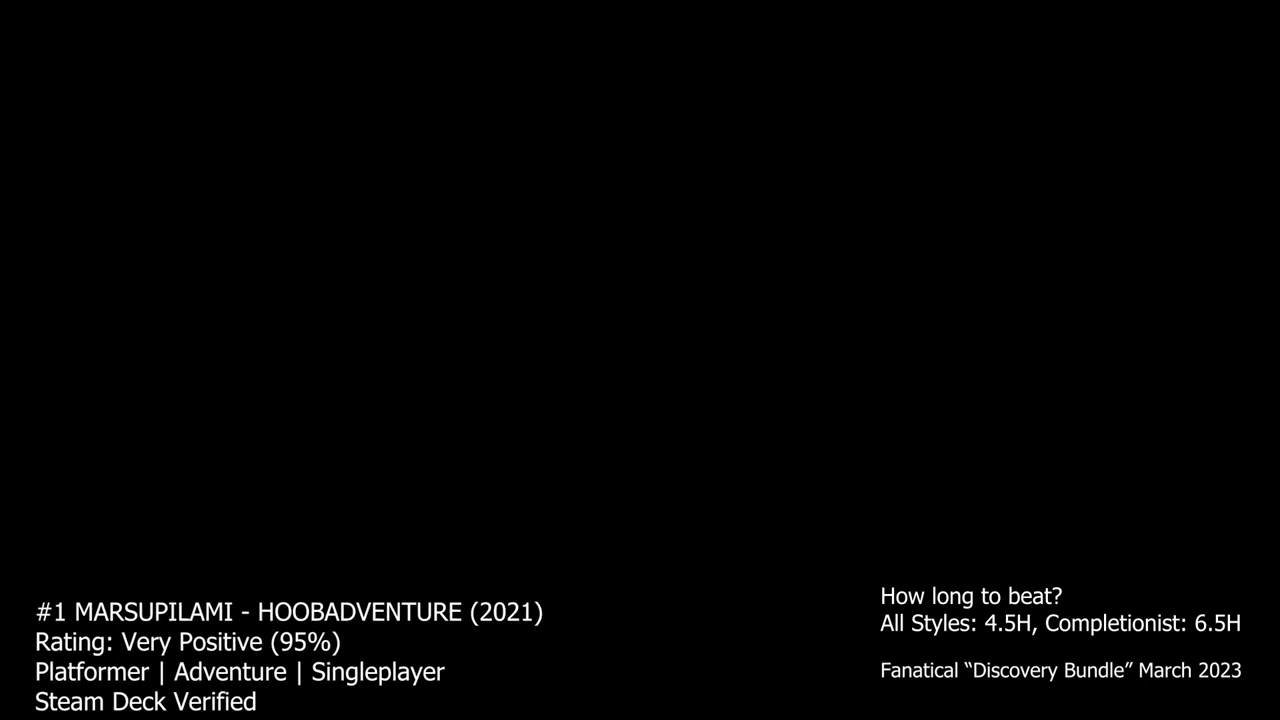 #1 MARSUPILAMI - HOOBADVENTURE (2021)
Rating: Very Positive (95%)
Platformer | Adventure | Singleplayer
Steam Deck Verified
How long to beat?
All Styles: 4.5H, Completionist: 6.5H
Fanatical “Discovery Bundle” March 2023